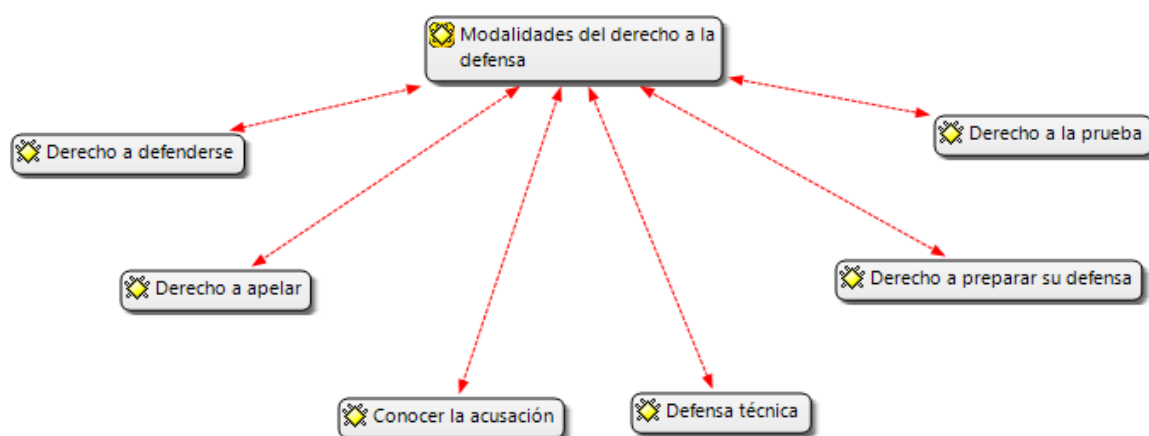 Modalidades del derecho a la
defensa
Derecho a la prueba
Derecho a defenderse
Derecho a preparar su defensa
Derecho a apelar
Defensa técnica
Conocer la acusación